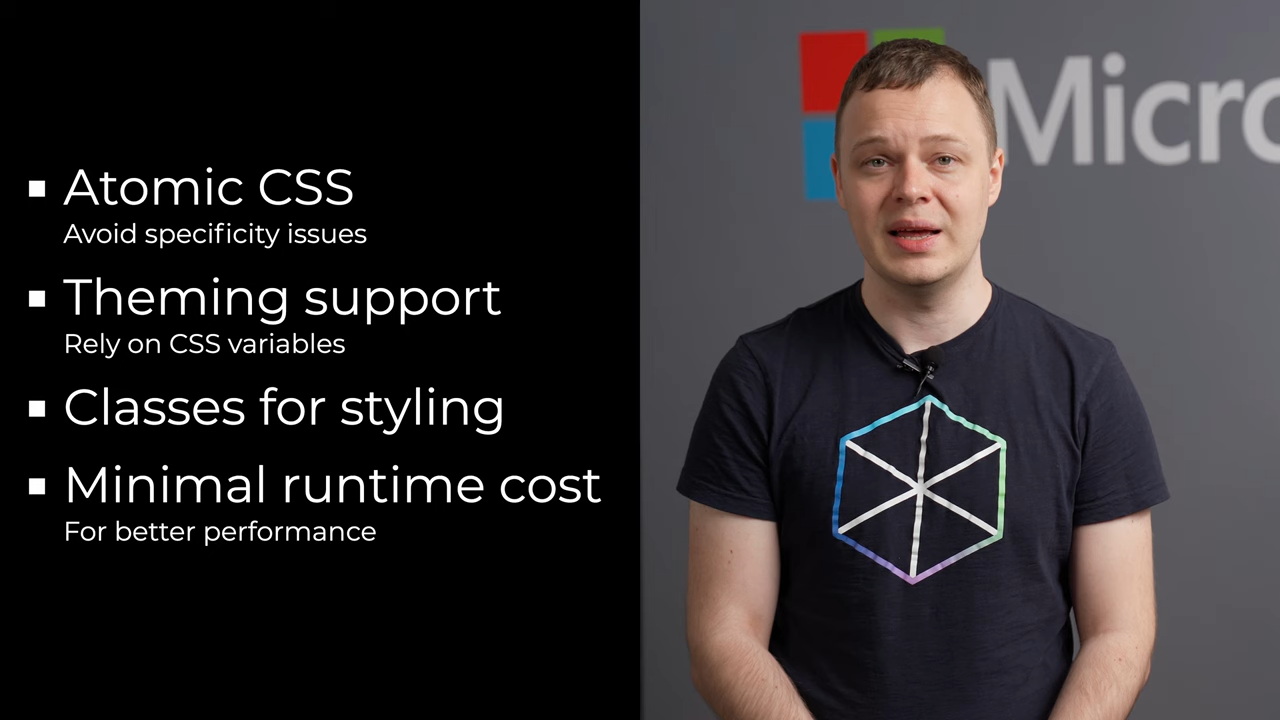 Atomic CSS
Avoid specificity issues
Theming support
Rely on CSS variables
Classes for styling
Minimal runtime cost
For better performance
Micro